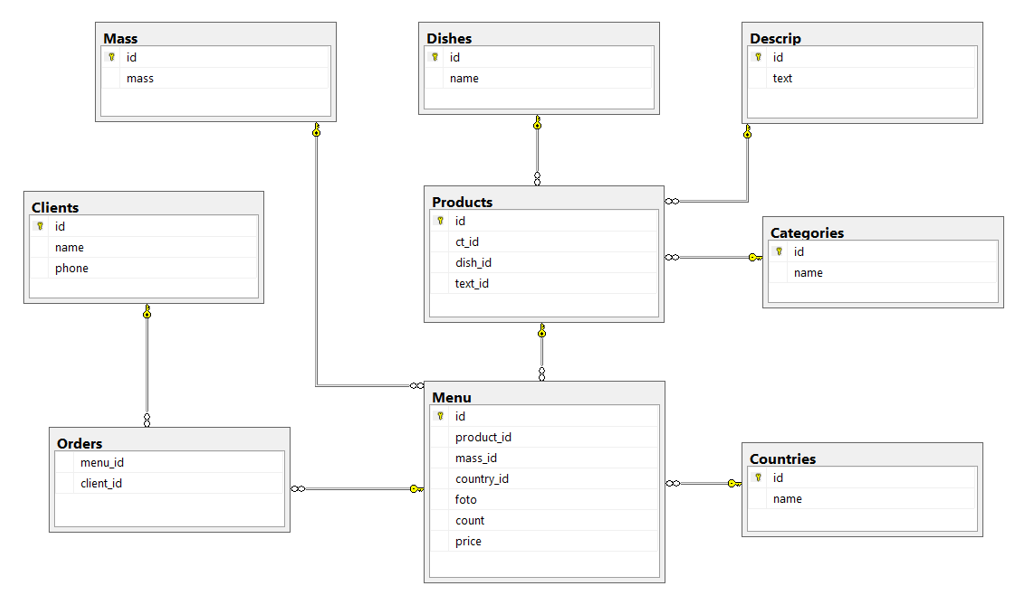 Mass
id
mass
Dishes
id
name
Descrip
id
text
Clients
id
name
phone
Products
id
ct_id
dish_id
text_id
Categories
id
name
Orders
menu_id
client_id
Menu
id
product_id
mass_id
country_id
foto
count
price
Countries
id
name